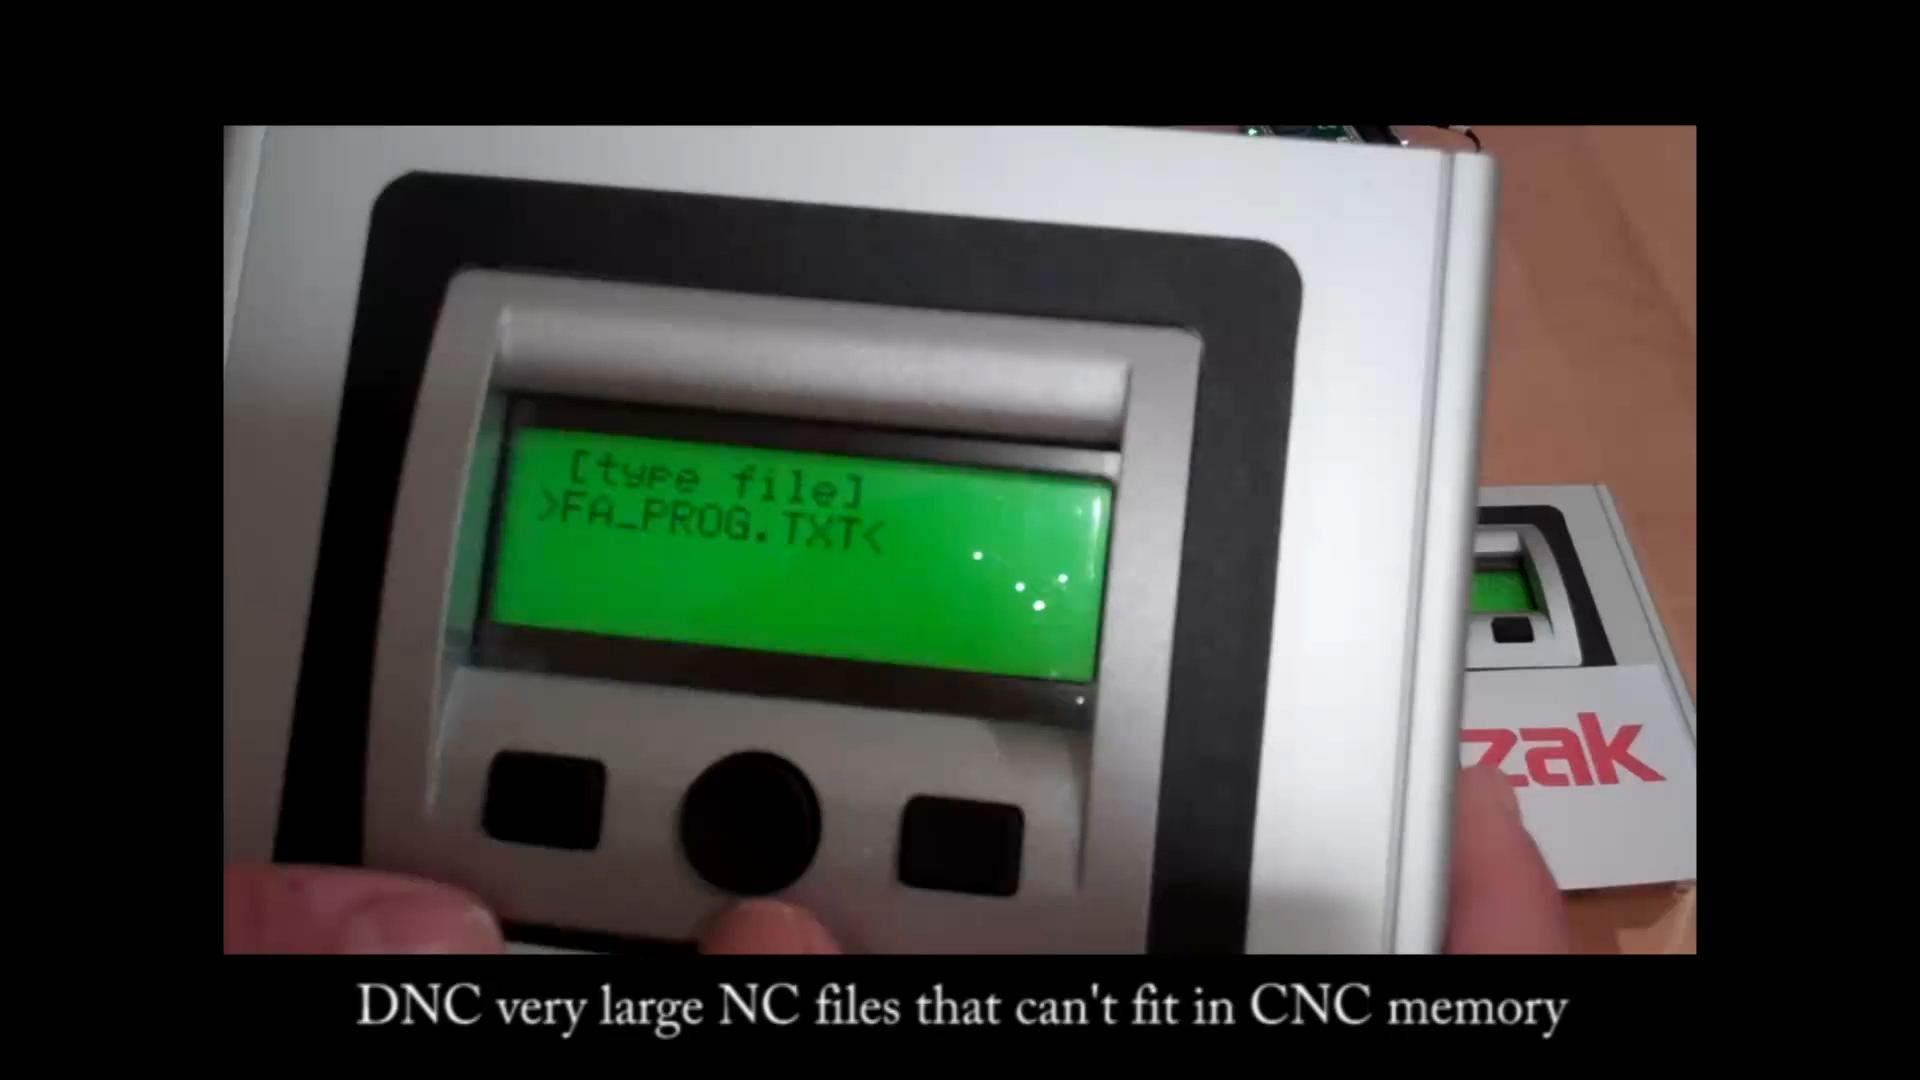 [type file]
>FA_PROG.TXT<
zak
DNC very large NC files that can't fit in CNC memory